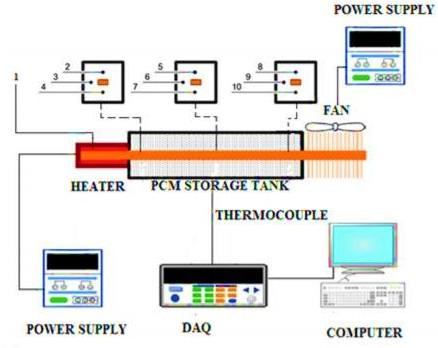 POWER SUPPLY
2 5 8
1 3 6 9
4 7 10
FAN
HEATER PCM STORAGE TANK
THERMOCOUPLE
POWER SUPPLY DAQ COMPUTER